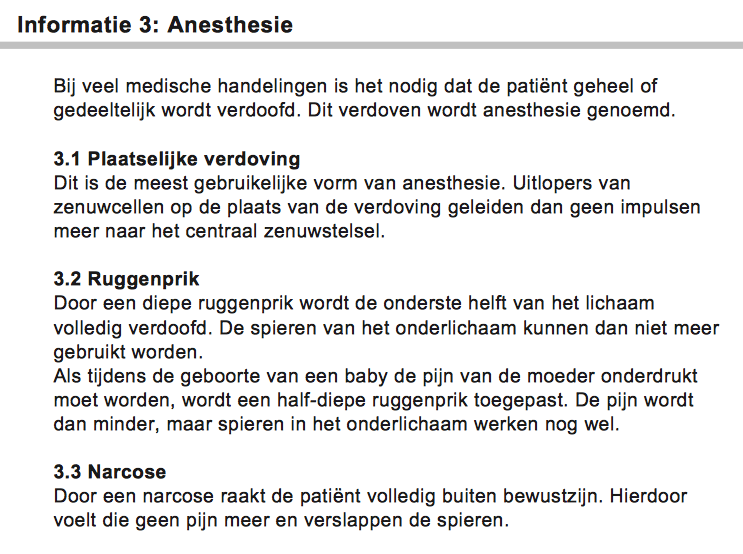 Informatie 3: Anesthesie
Bij veel medische handelingen is het nodig dat de patiënt geheel of
gedeeltelijk wordt verdoofd. Dit verdoven wordt anesthesie genoemd.
3.1 Plaatselijke verdoving
Dit is de meest gebruikelijke vorm van anesthesie. Uitlopers van
zenuwcellen op de plaats van de verdoving geleiden dan geen impulsen
meer naar het centraal zenuwstelsel.
3.2 Ruggenprik
Door een diepe ruggenprik wordt de onderste helft van het lichaam
volledig verdoofd. De spieren van het onderlichaam kunnen dan niet meer
gebruikt worden.
Als tijdens de geboorte van een baby de pijn van de moeder onderdrukt
moet worden, wordt een half-diepe ruggenprik toegepast. De pijn wordt
dan minder, maar spieren in het onderlichaam werken nog wel.
3.3 Narcose
Door een narcose raakt de patiënt volledig buiten bewustzijn. Hierdoor
voelt die geen pijn meer en verslappen de spieren.